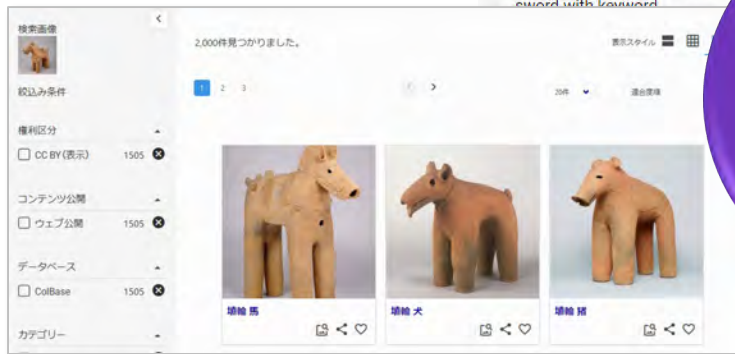 sword with keyword
検索画像
絞込み条件
権利区分
CC BY（表示） 1505
コンテンツ公開
ウェブ公開 1505
データベース
ColBase 1505
カテゴリー
2,000件見つかりました。
表示スタイル
1 2 3
20件
適合度順
埴輪 馬
埴輪 犬
埴輪 猪